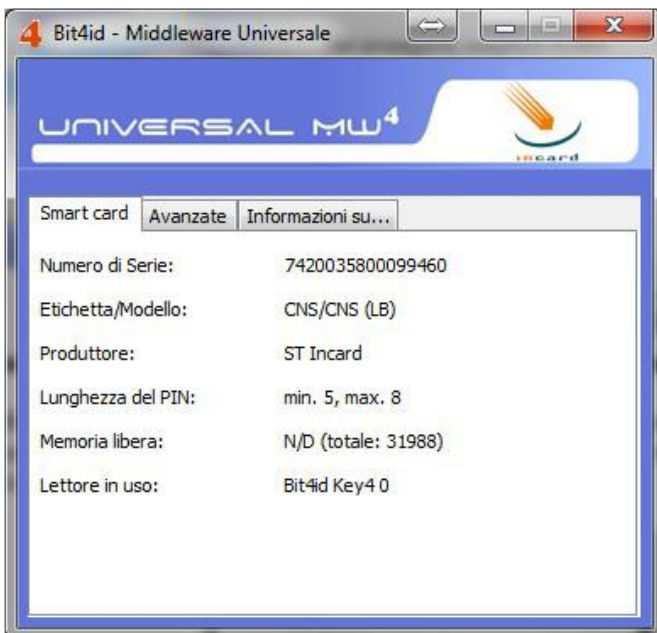 4 Bit4id - Middleware Universale
UNIVERSAL MW4
incard
Smart card Avanzate Informazioni su...
Numero di Serie: 7420035800099460
Etichetta/Modello: CNS/CNS (LB)
Produttore: ST Incard
Lunghezza del PIN: min. 5, max. 8
Memoria libera: N/D (totale: 31988)
Lettore in uso: Bit4id Key4 0